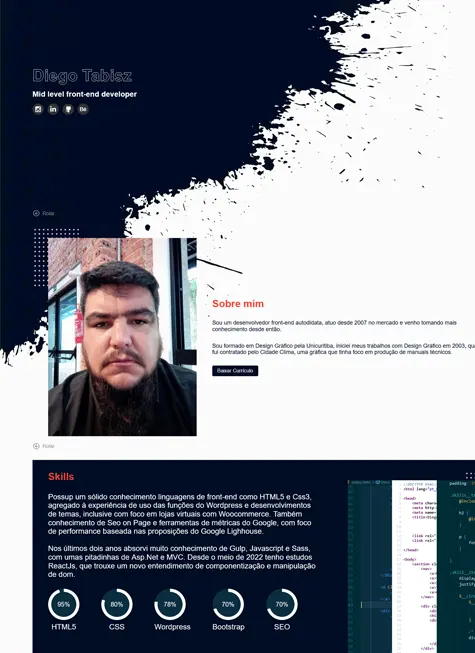 Diego Tabisz
Mid level front-end developer
Bē
Rolar
Sobre mim
Sou um desenvolvedor front-end autodidata, atuo desde 2007 no mercado e venho tomando mais
conhecimento desde então.
Sou formado em Design Gráfico pela Unicuritiba, iniciei meus trabalhos com Design Gráfico em 2003, qu
fui contratado pelo Cidade Clima, uma gráfica que tinha foco em produção de manuais técnicos.
Baixar Currículo
Rolar
Skills
Possup um sólido conhecimento linguagens de front-end como HTML5 e Css3,
agregado à experiência de uso das funções do Wordpress e desenvolvimentos
de temas, inclusive com foco em lojas virtuais com Woocommerce. Também
conhecimento de Seo on Page e ferramentas de métricas do Google, com foco
de performance baseada nas proposições do Google Lighhouse.
Nos últimos dois anos absorvi muito conhecimento de Gulp, Javascript e Sass,
com umas pitadinhas de Asp Net e MVC. Desde o meio de 2022 tenho estudos
ReactJs, que trouxe um novo entendimento de componentização e manipulação
de dom.
95% 80% 78% 70% 70%
HTML5 CSS Wordpress Bootstrap SEO
<head>
</head>
<body>